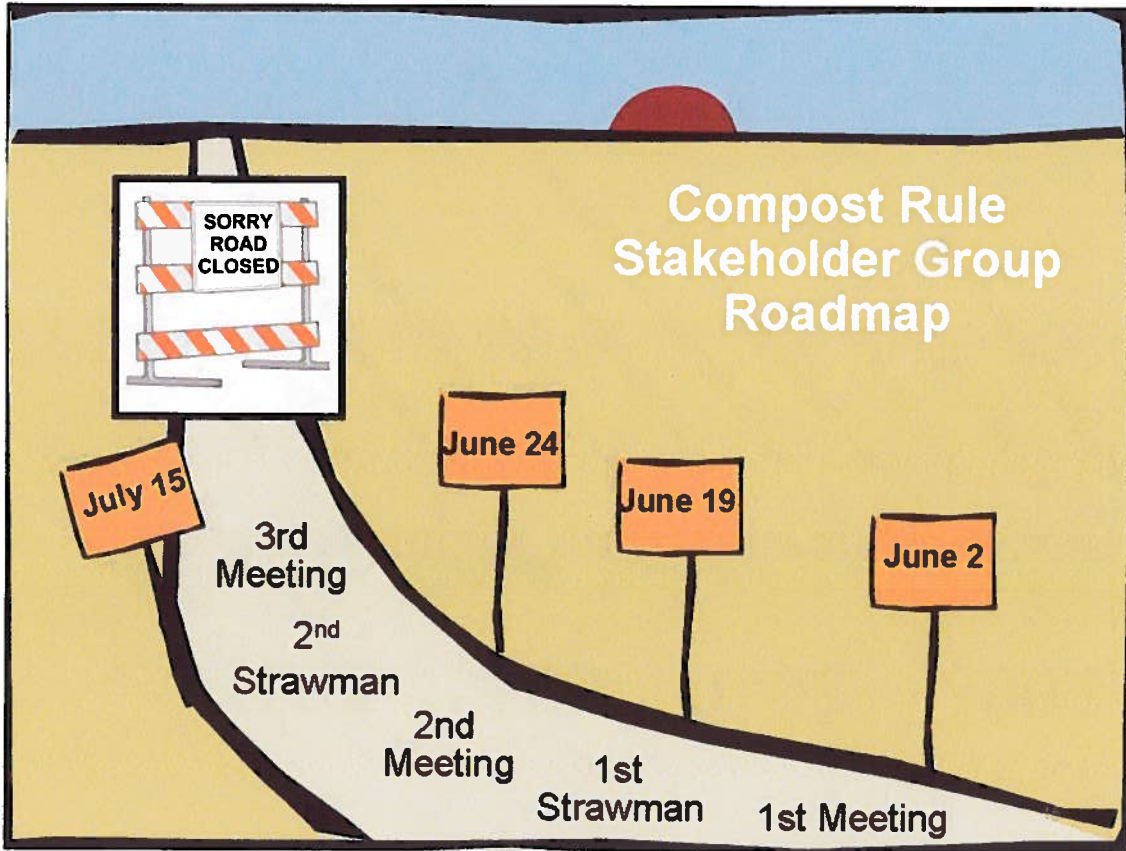 Compost Rule
Stakeholder Group
Roadmap
SORRY
ROAD
CLOSED
July 15
June 24
June 19
June 2
3rd
Meeting
2nd
Strawman
2nd
Meeting
1st
Strawman
1st Meeting